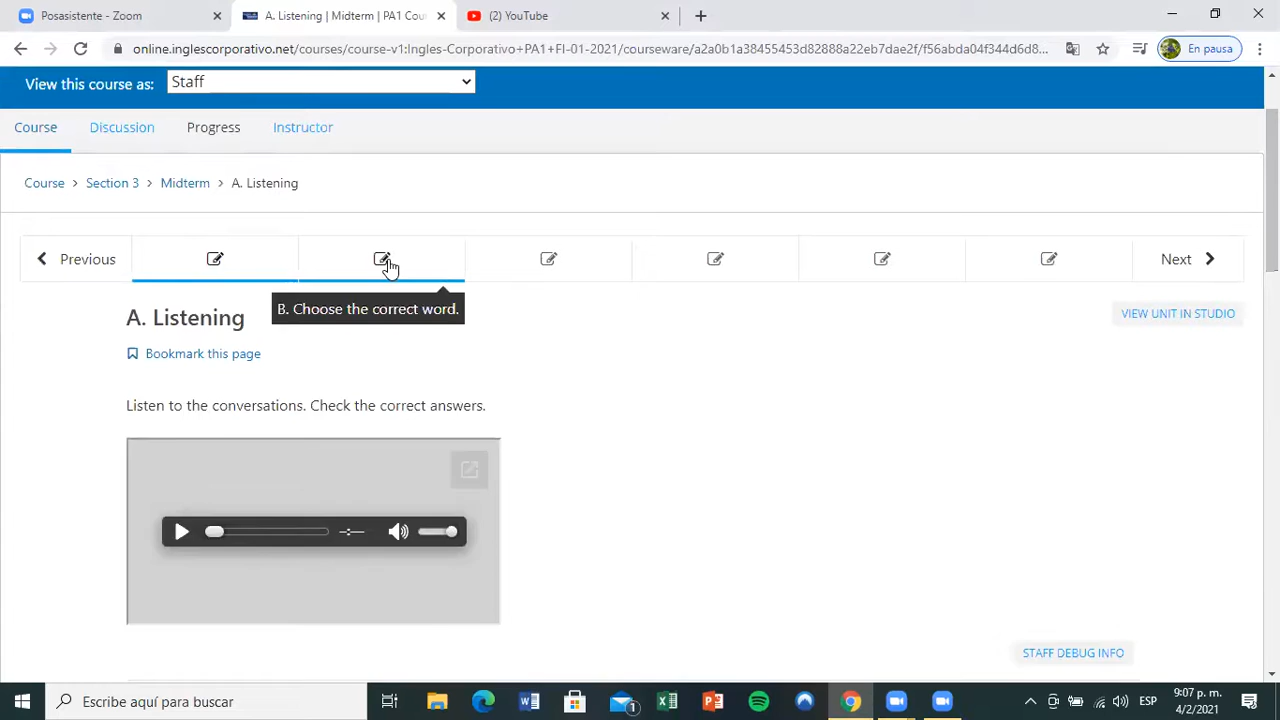 Posasistente - Zoom
A. Listening | Midterm | PA1 Cou
(2) YouTube
online.inglescorporativo.net/courses/course-v1:Ingles-Corporativo+PA1+FI-01-2021/courseware/a2a0b1a38455453d82888a22eb7dae2f/f56abda04f344d6d8...
En pausa
View this course as:
Staff
Course
Discussion
Progress
Instructor
Course > Section 3 > Midterm > A. Listening
Previous
Next
B. Choose the correct word.
A. Listening
VIEW UNIT IN STUDIO
Bookmark this page
Listen to the conversations. Check the correct answers.
-:-
STAFF DEBUG INFO
Escribe aquí para buscar
1
ESP
9:07 p. m.
4/2/2021